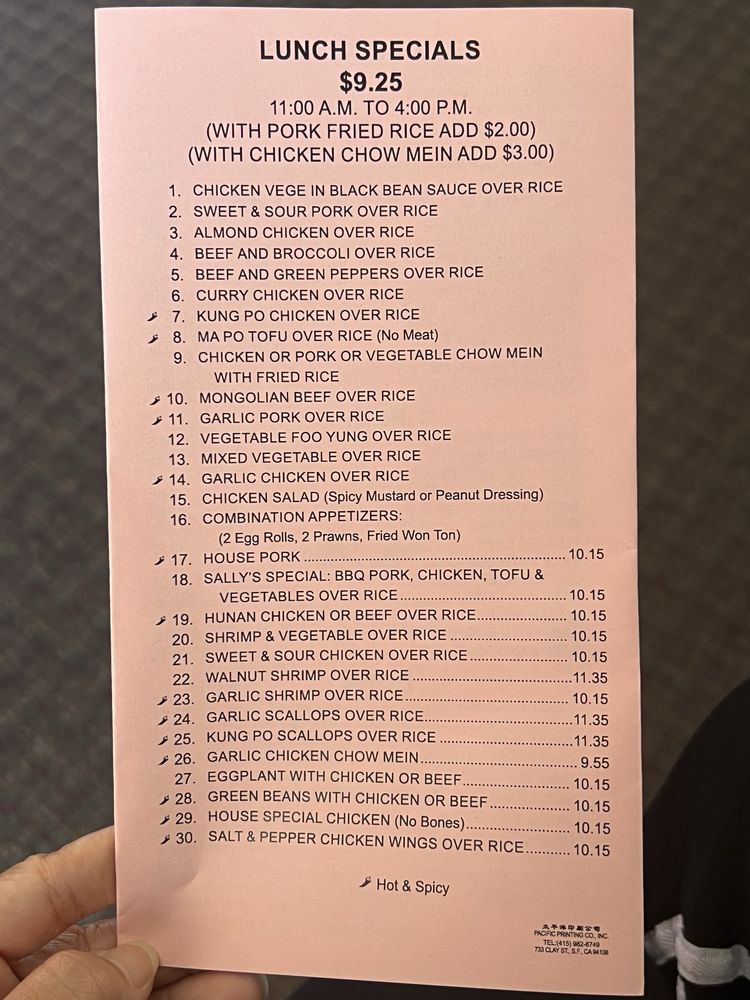 LUNCH SPECIALS
$9.25
11:00 A.M. TO 4:00 P.M.
(WITH PORK FRIED RICE ADD $2.00)
(WITH CHICKEN CHOW MEIN ADD $3.00)
1. CHICKEN VEGE IN BLACK BEAN SAUCE OVER RICE
2. SWEET & SOUR PORK OVER RICE
3. ALMOND CHICKEN OVER RICE
4. BEEF AND BROCCOLI OVER RICE
5. BEEF AND GREEN PEPPERS OVER RICE
6. CURRY CHICKEN OVER RICE
7. KUNG PO CHICKEN OVER RICE
8. MA PO TOFU OVER RICE (No Meat)
9. CHICKEN OR PORK OR VEGETABLE CHOW MEIN
WITH FRIED RICE
10. MONGOLIAN BEEF OVER RICE
11. GARLIC PORK OVER RICE
12. VEGETABLE FOO YUNG OVER RICE
13. MIXED VEGETABLE OVER RICE
14. GARLIC CHICKEN OVER RICE
15. CHICKEN SALAD (Spicy Mustard or Peanut Dressing)
16. COMBINATION APPETIZERS:
(2 Egg Rolls, 2 Prawns, Fried Won Ton)
17. HOUSE PORK ........ 10.15
18. SALLY'S SPECIAL: BBQ PORK, CHICKEN, TOFU &
VEGETABLES OVER RICE ........ 10.15
19. HUNAN CHICKEN OR BEEF OVER RICE ........ 10.15
20. SHRIMP & VEGETABLE OVER RICE ........ 10.15
21. SWEET & SOUR CHICKEN OVER RICE ........ 10.15
22. WALNUT SHRIMP OVER RICE ........ 11.35
23. GARLIC SHRIMP OVER RICE ........ 10.15
24. GARLIC SCALLOPS OVER RICE ........ 11.35
25. KUNG PO SCALLOPS OVER RICE ........ 11.35
26. GARLIC CHICKEN CHOW MEIN ........ 9.55
27. EGGPLANT WITH CHICKEN OR BEEF ........ 10.15
28. GREEN BEANS WITH CHICKEN OR BEEF ........ 10.15
29. HOUSE SPECIAL CHICKEN (No Bones) ........ 10.15
30. SALT & PEPPER CHICKEN WINGS OVER RICE ........ 10.15
Hot & Spicy
太平洋印刷公司
PACIFIC PRINTING CO., INC.
TEL:(415) 982-6749
733 CLAY ST., S.F., CA 94108